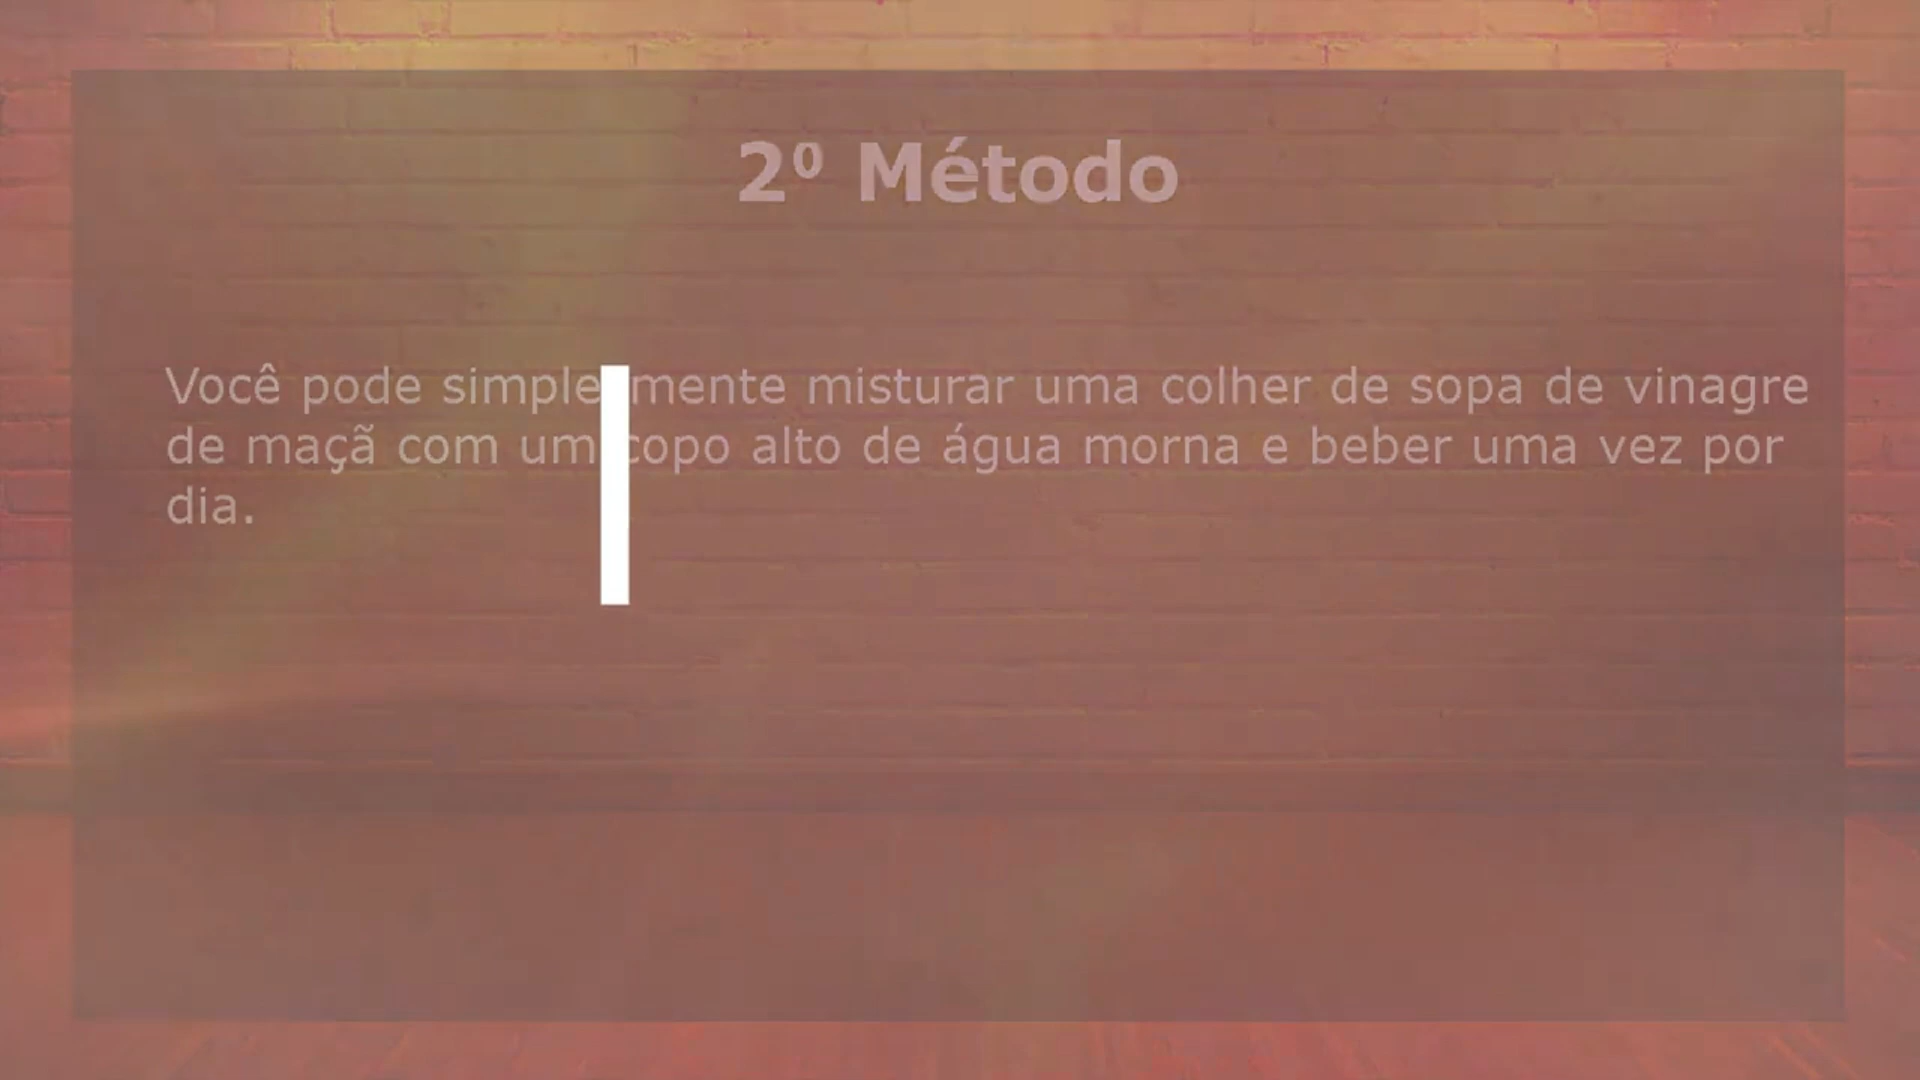 2º Método
Você pode simplesmente misturar uma colher de sopa de vinagre
de maçã com um copo alto de água morna e beber uma vez por
dia.